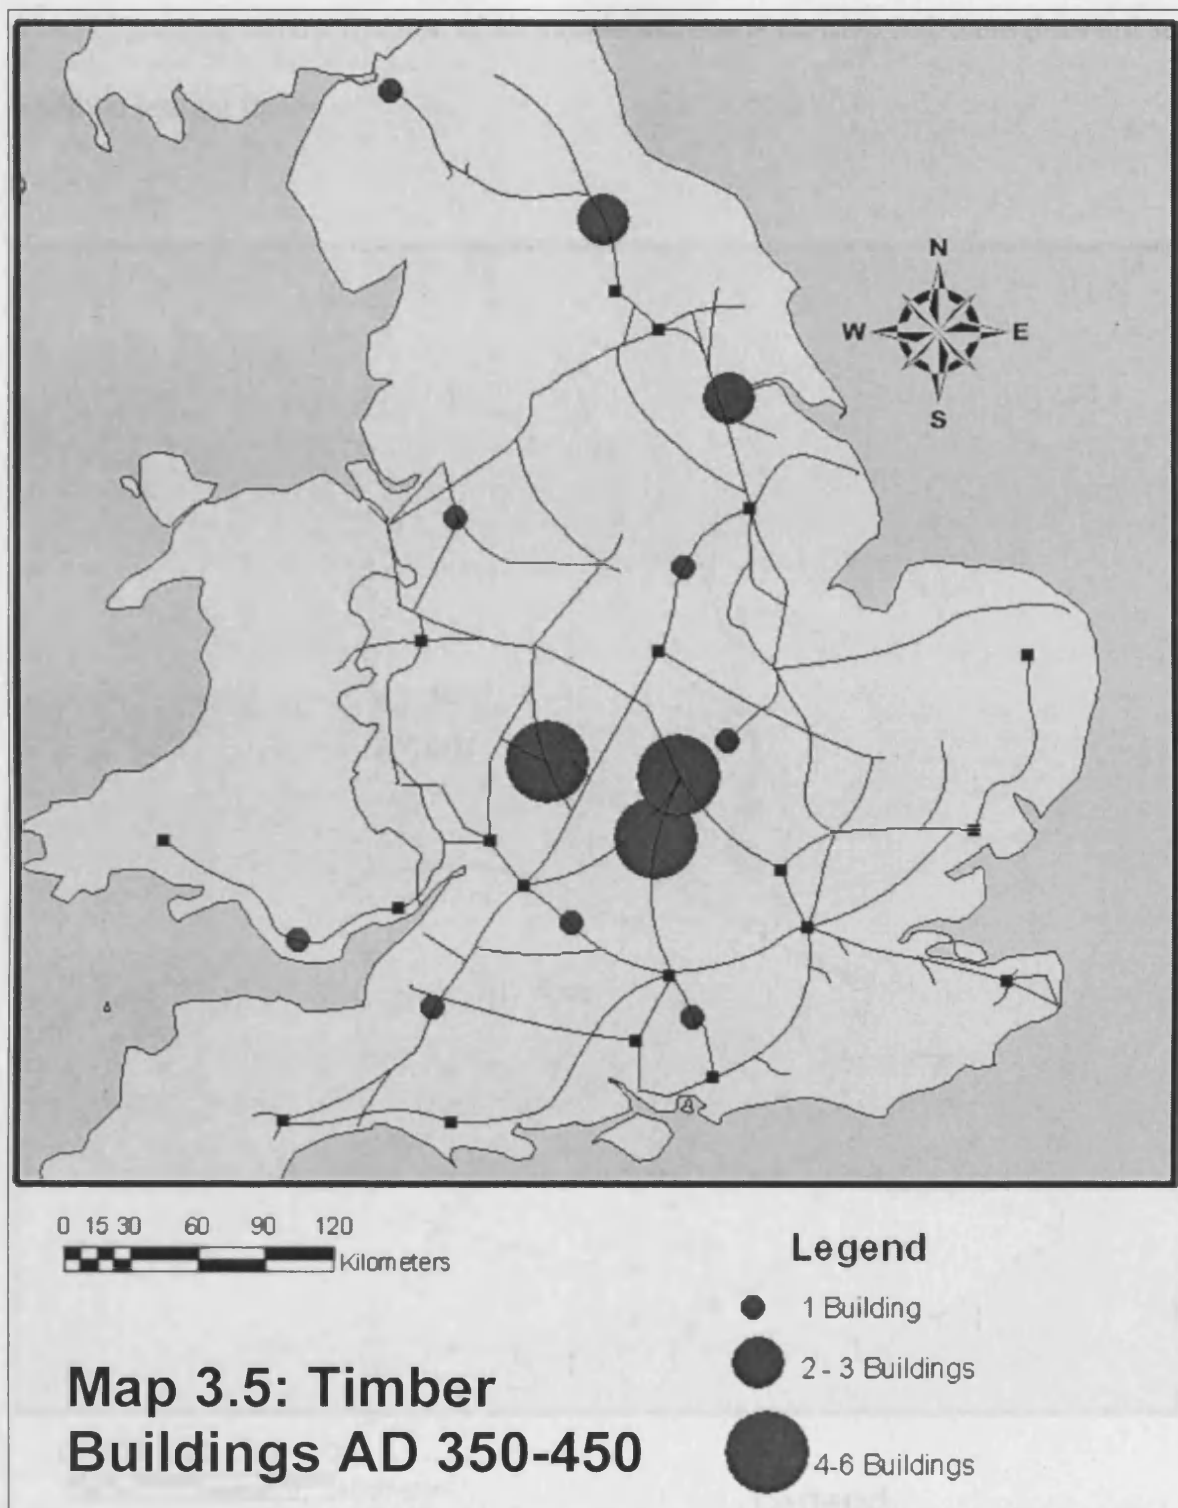 N
W E
S
0 15 30 60 90 120
Kilometers
Legend
1 Building
2 - 3 Buildings
4-6 Buildings
Map 3.5: Timber
Buildings AD 350-450